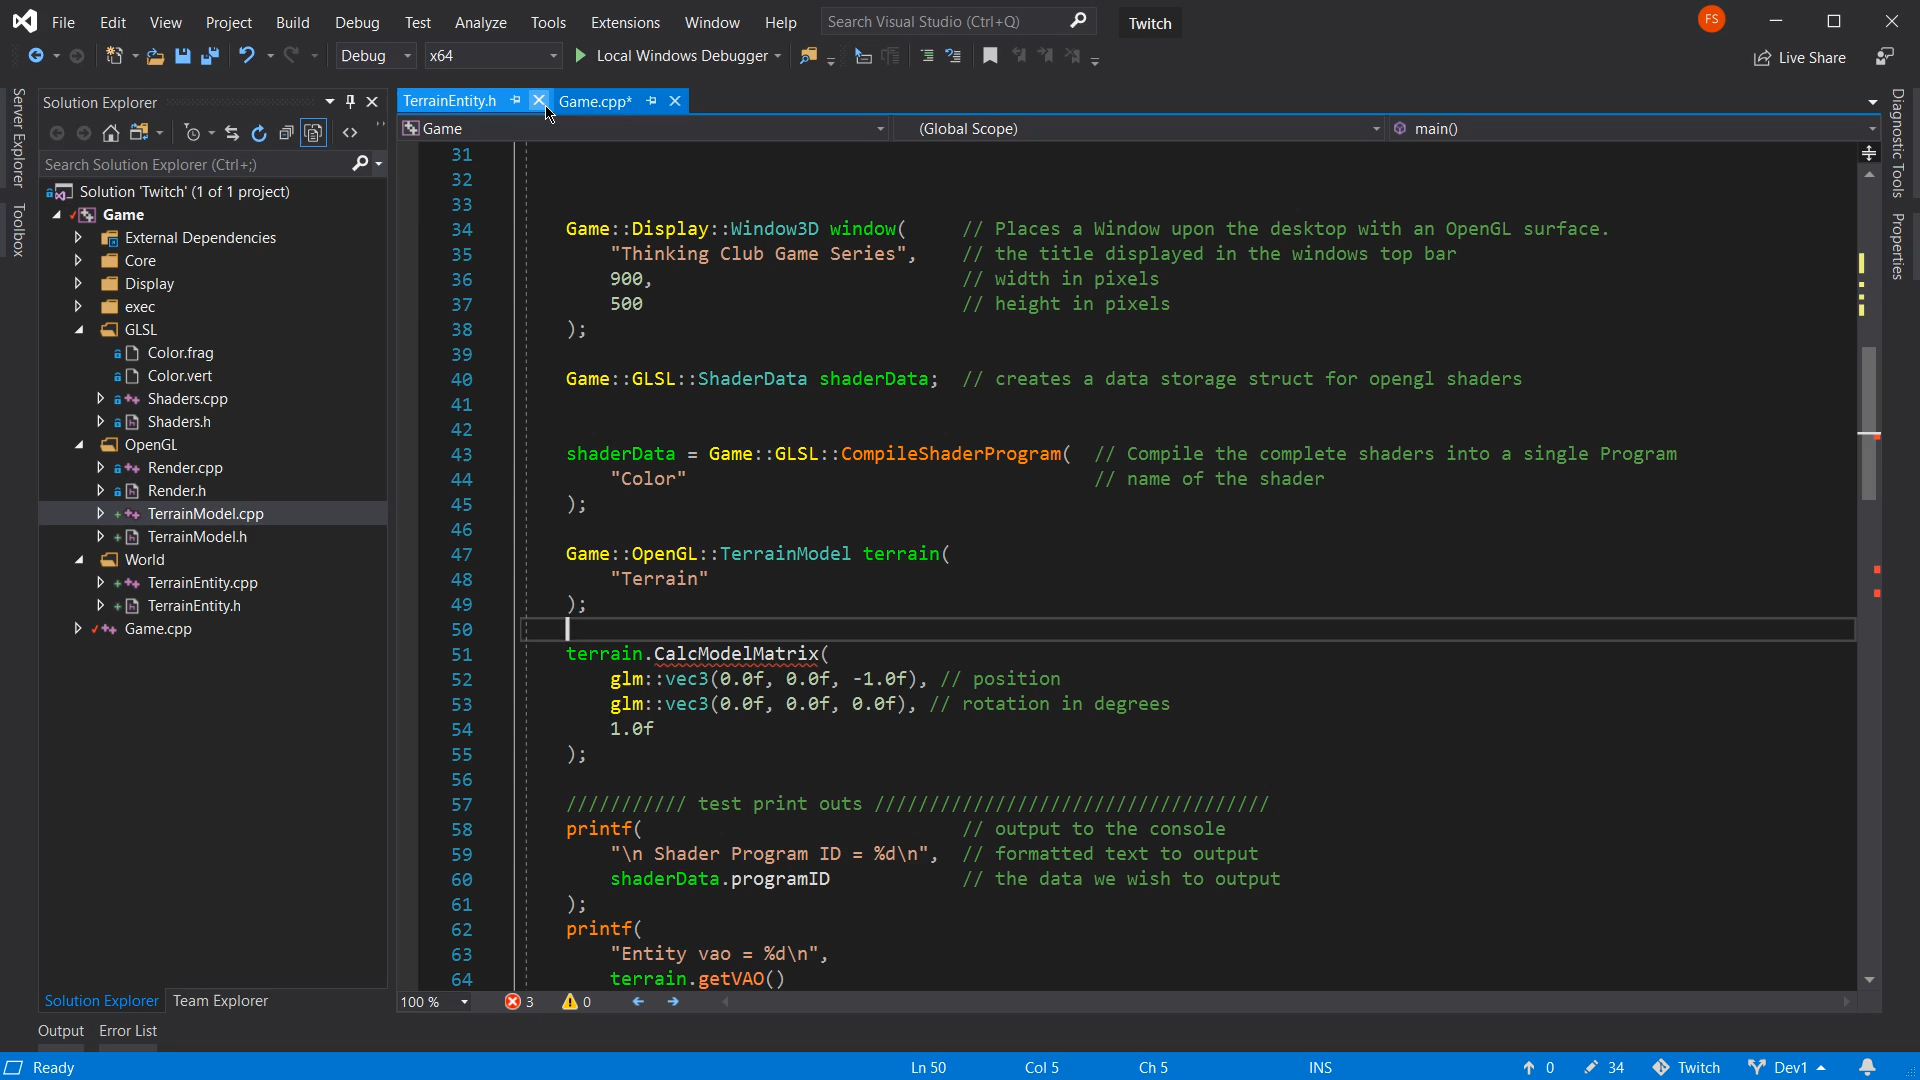 File Edit View Project Build Debug Test Analyze Tools Extensions Window Help Search Visual Studio (Ctrl+Q) Twitch FS
Debug x64 Local Windows Debugger Live Share
Server Explorer
Toolbox
Solution Explorer
Search Solution Explorer (Ctrl+;)
Solution 'Twitch' (1 of 1 project)
Game
External Dependencies
Core
Display
exec
GLSL
Color.frag
Color.vert
Shaders.cpp
Shaders.h
OpenGL
Render.cpp
Render.h
TerrainModel.cpp
TerrainModel.h
World
TerrainEntity.cpp
TerrainEntity.h
Game.cpp
Solution Explorer Team Explorer
TerrainEntity.h Game.cpp*
Game (Global Scope) main()
31
32
33
34 Game::Display::Window3D window( // Places a Window upon the desktop with an OpenGL surface.
35 "Thinking Club Game Series", // the title displayed in the windows top bar
36 900, // width in pixels
37 500 // height in pixels
38 );
39
40 Game::GLSL::ShaderData shaderData; // creates a data storage struct for opengl shaders
41
42
43 shaderData = Game::GLSL::CompileShaderProgram( // Compile the complete shaders into a single Program
44 "Color" // name of the shader
45 );
46
47 Game::OpenGL::TerrainModel terrain(
48 "Terrain"
49 );
50
51 terrain.CalcModelMatrix(
52 glm::vec3(0.0f, 0.0f, -1.0f), // position
53 glm::vec3(0.0f, 0.0f, 0.0f), // rotation in degrees
54 1.0f
55 );
56
57 /////////// test print outs ////////////////////////////////////
58 printf( // output to the console
59 "\n Shader Program ID = %d\n", // formatted text to output
60 shaderData.programID // the data we wish to output
61 );
62 printf(
63 "Entity vao = %d\n",
64 terrain.getVAO()
100 % 3 0
Diagnostic Tools
Properties
Output Error List
Ready Ln 50 Col 5 Ch 5 INS 0 34 Twitch Dev1